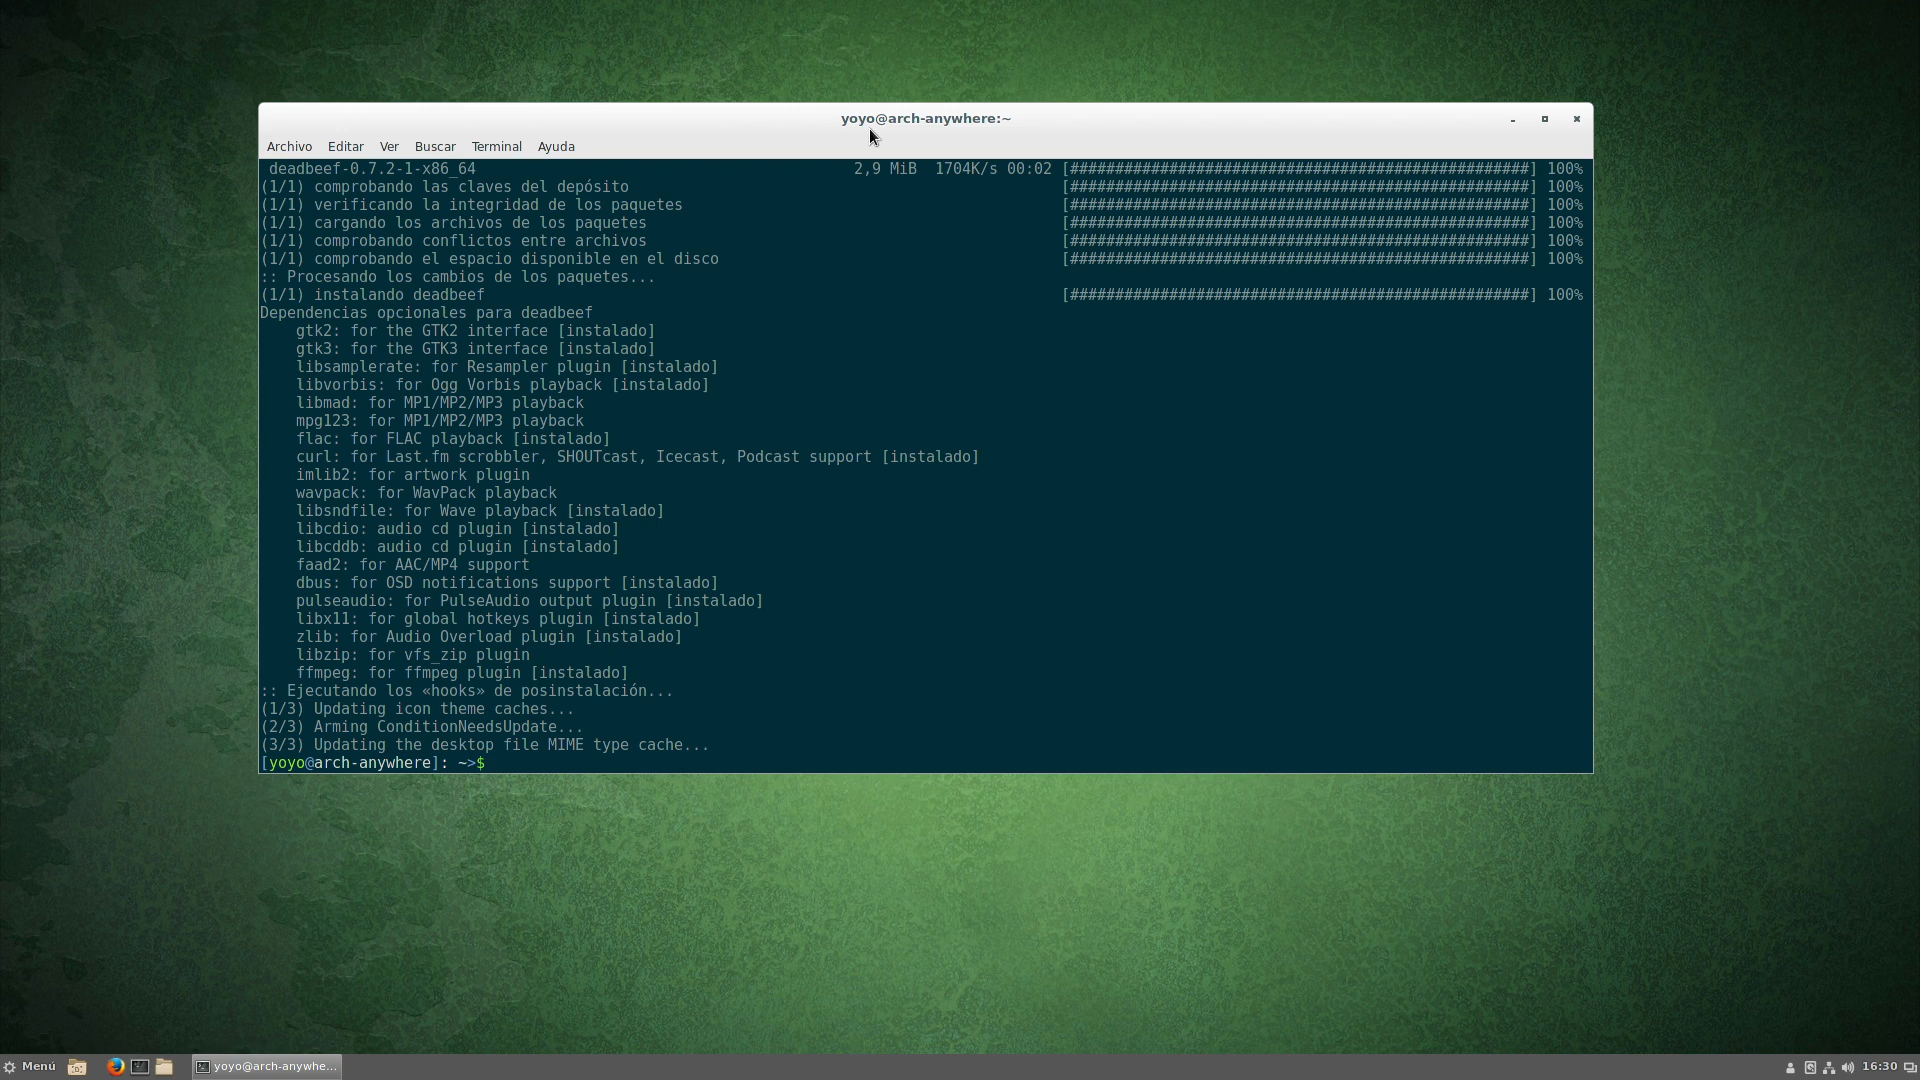 yoyo@arch-anywhere:~
Archivo Editar Ver Buscar Terminal Ayuda
deadbeef-0.7.2-1-x86_64 2,9 MiB 1704K/s 00:02 [###################################################] 100%
(1/1) comprobando las claves del depósito [###################################################] 100%
(1/1) verificando la integridad de los paquetes [###################################################] 100%
(1/1) cargando los archivos de los paquetes [###################################################] 100%
(1/1) comprobando conflictos entre archivos [###################################################] 100%
(1/1) comprobando el espacio disponible en el disco [###################################################] 100%
:: Procesando los cambios de los paquetes...
(1/1) instalando deadbeef [###################################################] 100%
Dependencias opcionales para deadbeef
gtk2: for the GTK2 interface [instalado]
gtk3: for the GTK3 interface [instalado]
libsamplerate: for Resampler plugin [instalado]
libvorbis: for Ogg Vorbis playback [instalado]
libmad: for MP1/MP2/MP3 playback
mpg123: for MP1/MP2/MP3 playback
flac: for FLAC playback [instalado]
curl: for Last.fm scrobbler, SHOUTcast, Icecast, Podcast support [instalado]
imlib2: for artwork plugin
wavpack: for WavPack playback
libsndfile: for Wave playback [instalado]
libcdio: audio cd plugin [instalado]
libcddb: audio cd plugin [instalado]
faad2: for AAC/MP4 support
dbus: for OSD notifications support [instalado]
pulseaudio: for PulseAudio output plugin [instalado]
libx11: for global hotkeys plugin [instalado]
zlib: for Audio Overload plugin [instalado]
libzip: for vfs_zip plugin
ffmpeg: for ffmpeg plugin [instalado]
:: Ejecutando los «hooks» de posinstalación...
(1/3) Updating icon theme caches...
(2/3) Arming ConditionNeedsUpdate...
(3/3) Updating the desktop file MIME type cache...
[yoyo@arch-anywhere]: ~>$
Menú yoyo@arch-anywhe... 16:30